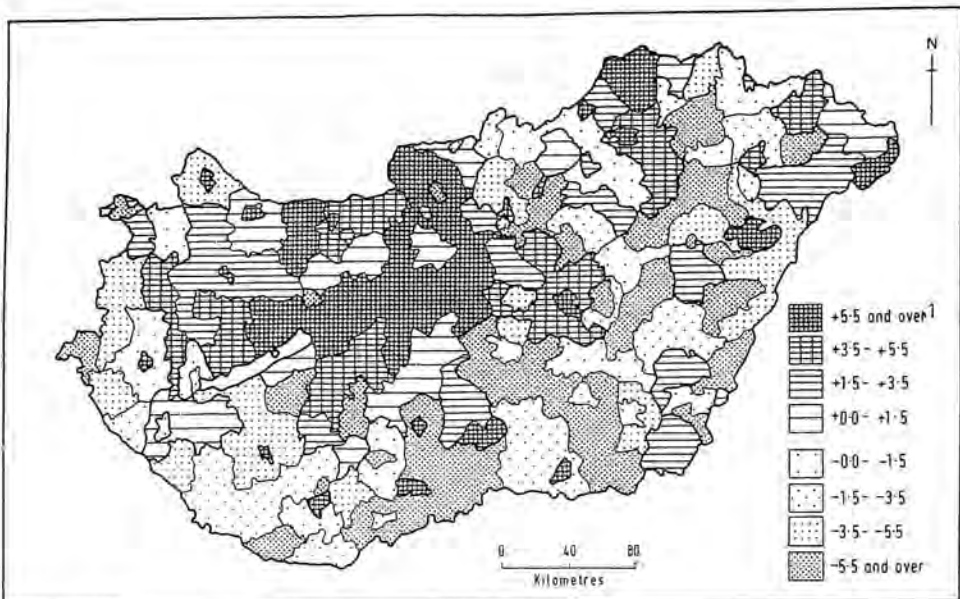 N
+5·5 and over¹
+3·5 – +5·5
+1·5 – +3·5
+0·0 – +1·5
−0·0 – −1·5
−1·5 – −3·5
−3·5 – −5·5
−5·5 and over
0 40 80
Kilometres